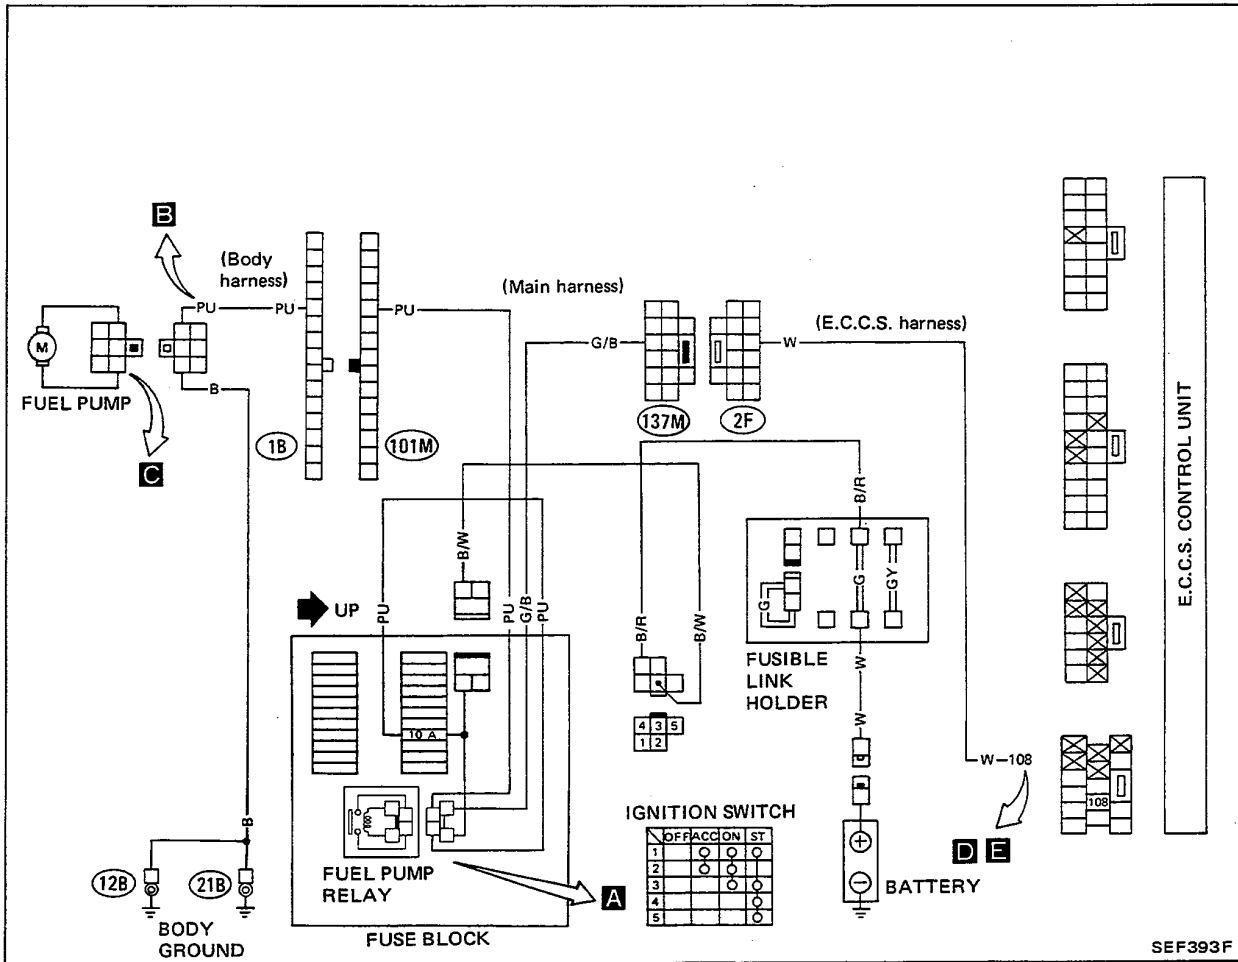 B
(Body
harness)
PU
PU
PU
(Main harness)
G/B
(E.C.C.S. harness)
W
M
FUEL PUMP
B
C
1B
101M
137M
2F
E.C.C.S. CONTROL UNIT
B/R
B/W
UP
PU
PU
G/B
PU
B/R
B/W
G
G
GY
FUSIBLE
LINK
HOLDER
W
W
10 A
4 3 5
1 2
W-108
108
D E
IGNITION SWITCH
OFF ACC ON ST
1
2
3
4
5
BATTERY
B
12B
21B
BODY
GROUND
FUEL PUMP
RELAY
A
FUSE BLOCK
SEF393F